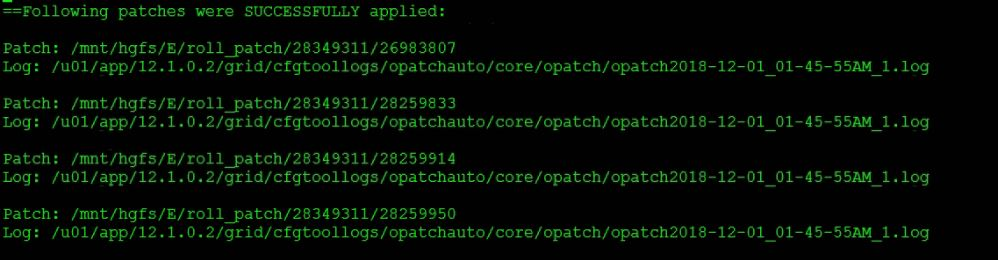 ==Following patches were SUCCESSFULLY applied:
Patch: /mnt/hgfs/E/roll_patch/28349311/26983807
Log: /u01/app/12.1.0.2/grid/cfgtoollogs/opatchauto/core/opatch/opatch2018-12-01_01-45-55AM_1.log
Patch: /mnt/hgfs/E/roll_patch/28349311/28259833
Log: /u01/app/12.1.0.2/grid/cfgtoollogs/opatchauto/core/opatch/opatch2018-12-01_01-45-55AM_1.log
Patch: /mnt/hgfs/E/roll_patch/28349311/28259914
Log: /u01/app/12.1.0.2/grid/cfgtoollogs/opatchauto/core/opatch/opatch2018-12-01_01-45-55AM_1.log
Patch: /mnt/hgfs/E/roll_patch/28349311/28259950
Log: /u01/app/12.1.0.2/grid/cfgtoollogs/opatchauto/core/opatch/opatch2018-12-01_01-45-55AM_1.log